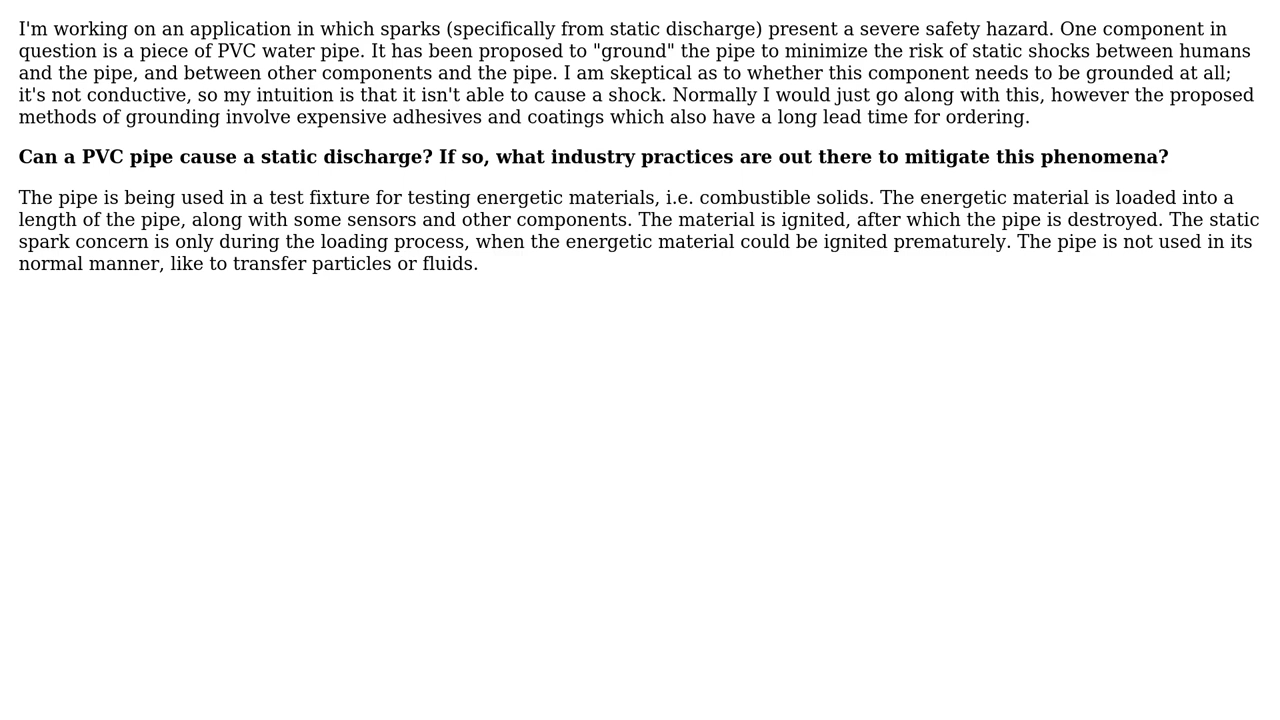 I'm working on an application in which sparks (specifically from static discharge) present a severe safety hazard. One component in
question is a piece of PVC water pipe. It has been proposed to "ground" the pipe to minimize the risk of static shocks between humans
and the pipe, and between other components and the pipe. I am skeptical as to whether this component needs to be grounded at all;
it's not conductive, so my intuition is that it isn't able to cause a shock. Normally I would just go along with this, however the proposed
methods of grounding involve expensive adhesives and coatings which also have a long lead time for ordering.
Can a PVC pipe cause a static discharge? If so, what industry practices are out there to mitigate this phenomena?
The pipe is being used in a test fixture for testing energetic materials, i.e. combustible solids. The energetic material is loaded into a
length of the pipe, along with some sensors and other components. The material is ignited, after which the pipe is destroyed. The static
spark concern is only during the loading process, when the energetic material could be ignited prematurely. The pipe is not used in its
normal manner, like to transfer particles or fluids.